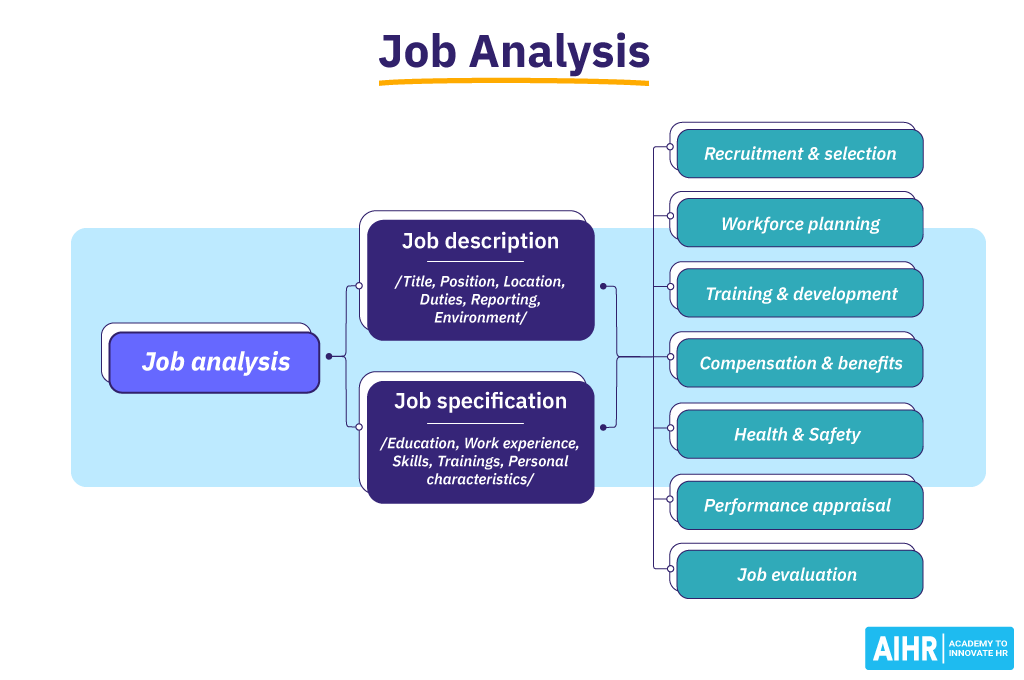 Job Analysis
Job analysis
Job description
/Title, Position, Location,
Duties, Reporting,
Environment/
Job specification
/Education, Work experience,
Skills, Trainings, Personal
characteristics/
Recruitment & selection
Workforce planning
Training & development
Compensation & benefits
Health & Safety
Performance appraisal
Job evaluation
AIHR
ACADEMY TO
INNOVATE HR